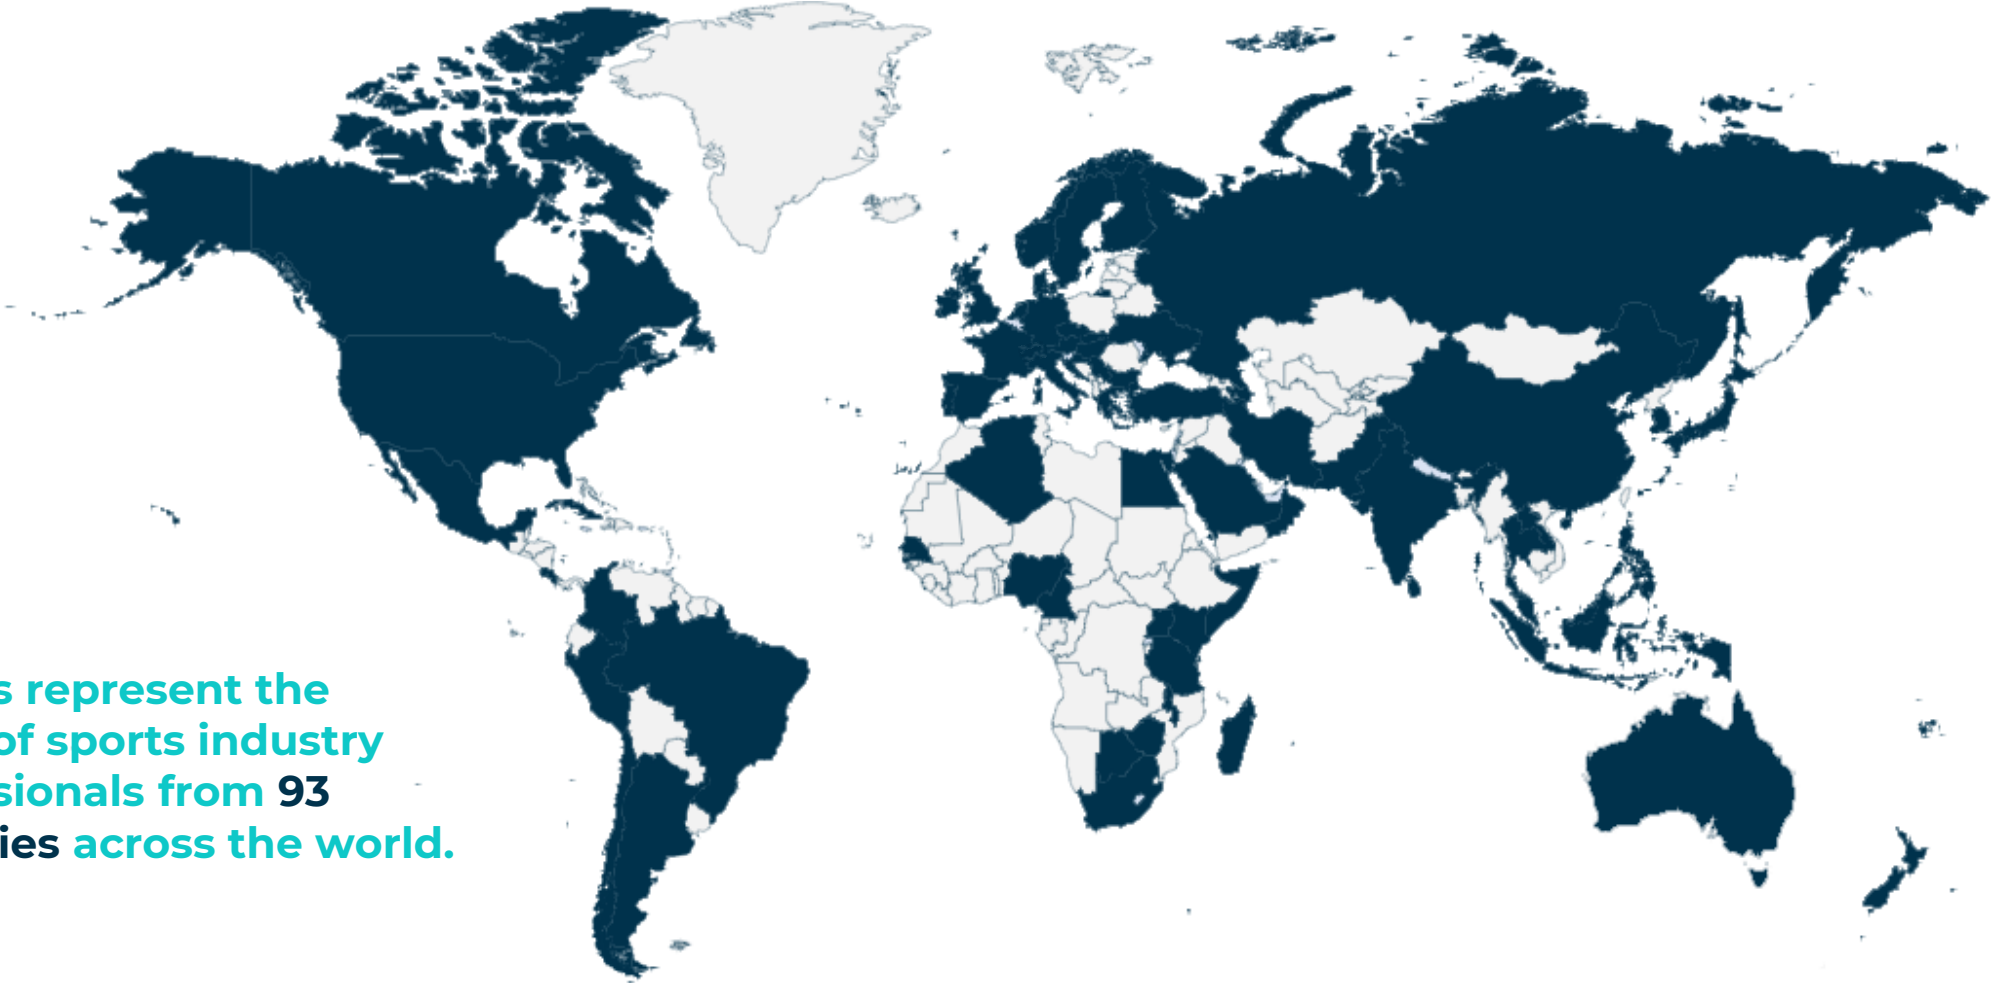 s represent the
of sports industry
sionals from 93
ies across the world.